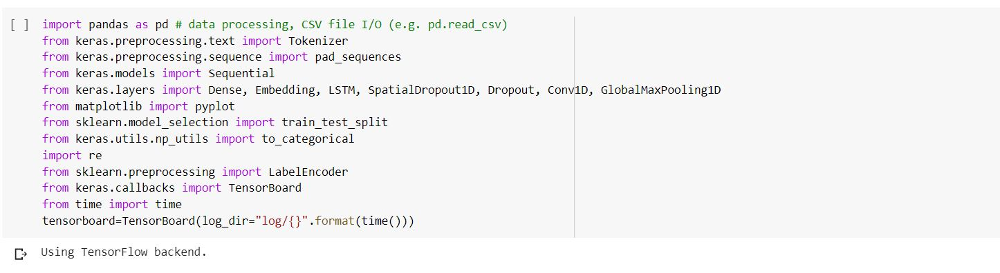 [ ] import pandas as pd # data processing, CSV file I/O (e.g. pd.read_csv)
from keras.preprocessing.text import Tokenizer
from keras.preprocessing.sequence import pad_sequences
from keras.models import Sequential
from keras.layers import Dense, Embedding, LSTM, SpatialDropout1D, Dropout, Conv1D, GlobalMaxPooling1D
from matplotlib import pyplot
from sklearn.model_selection import train_test_split
from keras.utils.np_utils import to_categorical
import re
from sklearn.preprocessing import LabelEncoder
from keras.callbacks import TensorBoard
from time import time
tensorboard=TensorBoard(log_dir="log/{}".format(time()))
Using TensorFlow backend.